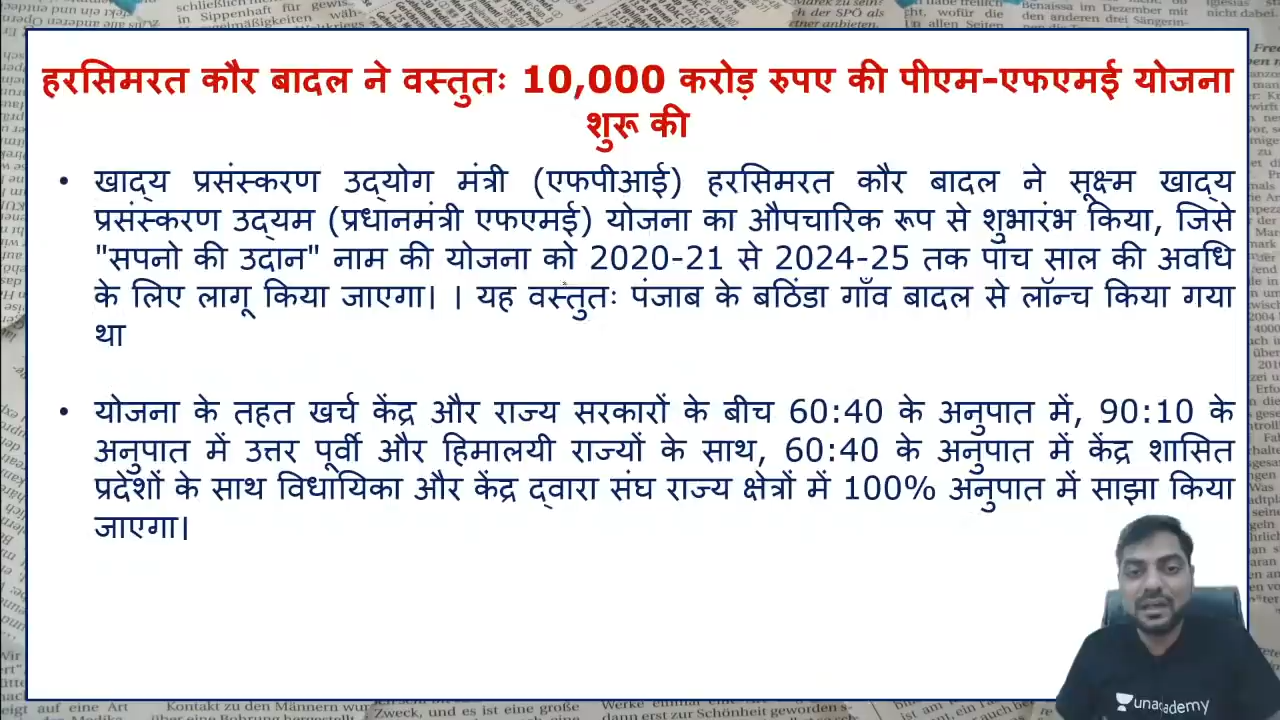 हरसिमरत कौर बादल ने वस्तुतः 10,000 करोड़ रुपए की पीएम-एफएमई योजना
शुरू की
• खाद्य प्रसंस्करण उद्योग मंत्री (एफपीआई) हरसिमरत कौर बादल ने सूक्ष्म खाद्य
प्रसंस्करण उद्यम (प्रधानमंत्री एफएमई) योजना का औपचारिक रूप से शुभारंभ किया, जिसे
"सपनो की उदान" नाम की योजना को 2020-21 से 2024-25 तक पांच साल की अवधि
के लिए लागू किया जाएगा। | यह वस्तुतः पंजाब के बठिंडा गाँव बादल से लॉन्च किया गया
था
• योजना के तहत खर्च केंद्र और राज्य सरकारों के बीच 60:40 के अनुपात में, 90:10 के
अनुपात में उत्तर पूर्वी और हिमालयी राज्यों के साथ, 60:40 के अनुपात में केंद्र शासित
प्रदेशों के साथ विधायिका और केंद्र द्वारा संघ राज्य क्षेत्रों में 100% अनुपात में साझा किया
जाएगा।
unacademy